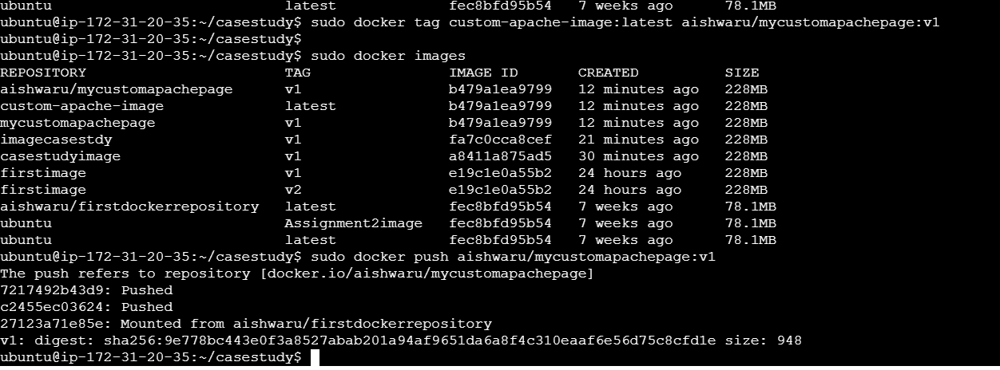 ubuntu latest fec8bfd95b54 7 weeks ago 78.1MB
ubuntu@ip-172-31-20-35:~/casestudy$ sudo docker tag custom-apache-image:latest aishwaru/mycustomapachepage:v1
ubuntu@ip-172-31-20-35:~/casestudy$
ubuntu@ip-172-31-20-35:~/casestudy$ sudo docker images
REPOSITORY TAG IMAGE ID CREATED SIZE
aishwaru/mycustomapachepage v1 b479a1ea9799 12 minutes ago 228MB
custom-apache-image latest b479a1ea9799 12 minutes ago 228MB
mycustomapachepage v1 b479a1ea9799 12 minutes ago 228MB
imagecasestdy v1 fa7c0cca8cef 21 minutes ago 228MB
casestudyimage v1 a8411a875ad5 30 minutes ago 228MB
firstimage v1 e19c1e0a55b2 24 hours ago 228MB
firstimage v2 e19c1e0a55b2 24 hours ago 228MB
aishwaru/firstdockerrepository latest fec8bfd95b54 7 weeks ago 78.1MB
ubuntu Assignment2image fec8bfd95b54 7 weeks ago 78.1MB
ubuntu latest fec8bfd95b54 7 weeks ago 78.1MB
ubuntu@ip-172-31-20-35:~/casestudy$ sudo docker push aishwaru/mycustomapachepage:v1
The push refers to repository [docker.io/aishwaru/mycustomapachepage]
7217492b43d9: Pushed
c2455ec03624: Pushed
27123a71e85e: Mounted from aishwaru/firstdockerrepository
v1: digest: sha256:9e778bc443e0f3a8527abab201a94af9651da6a8f4c310eaaf6e56d75c8cfd1e size: 948
ubuntu@ip-172-31-20-35:~/casestudy$